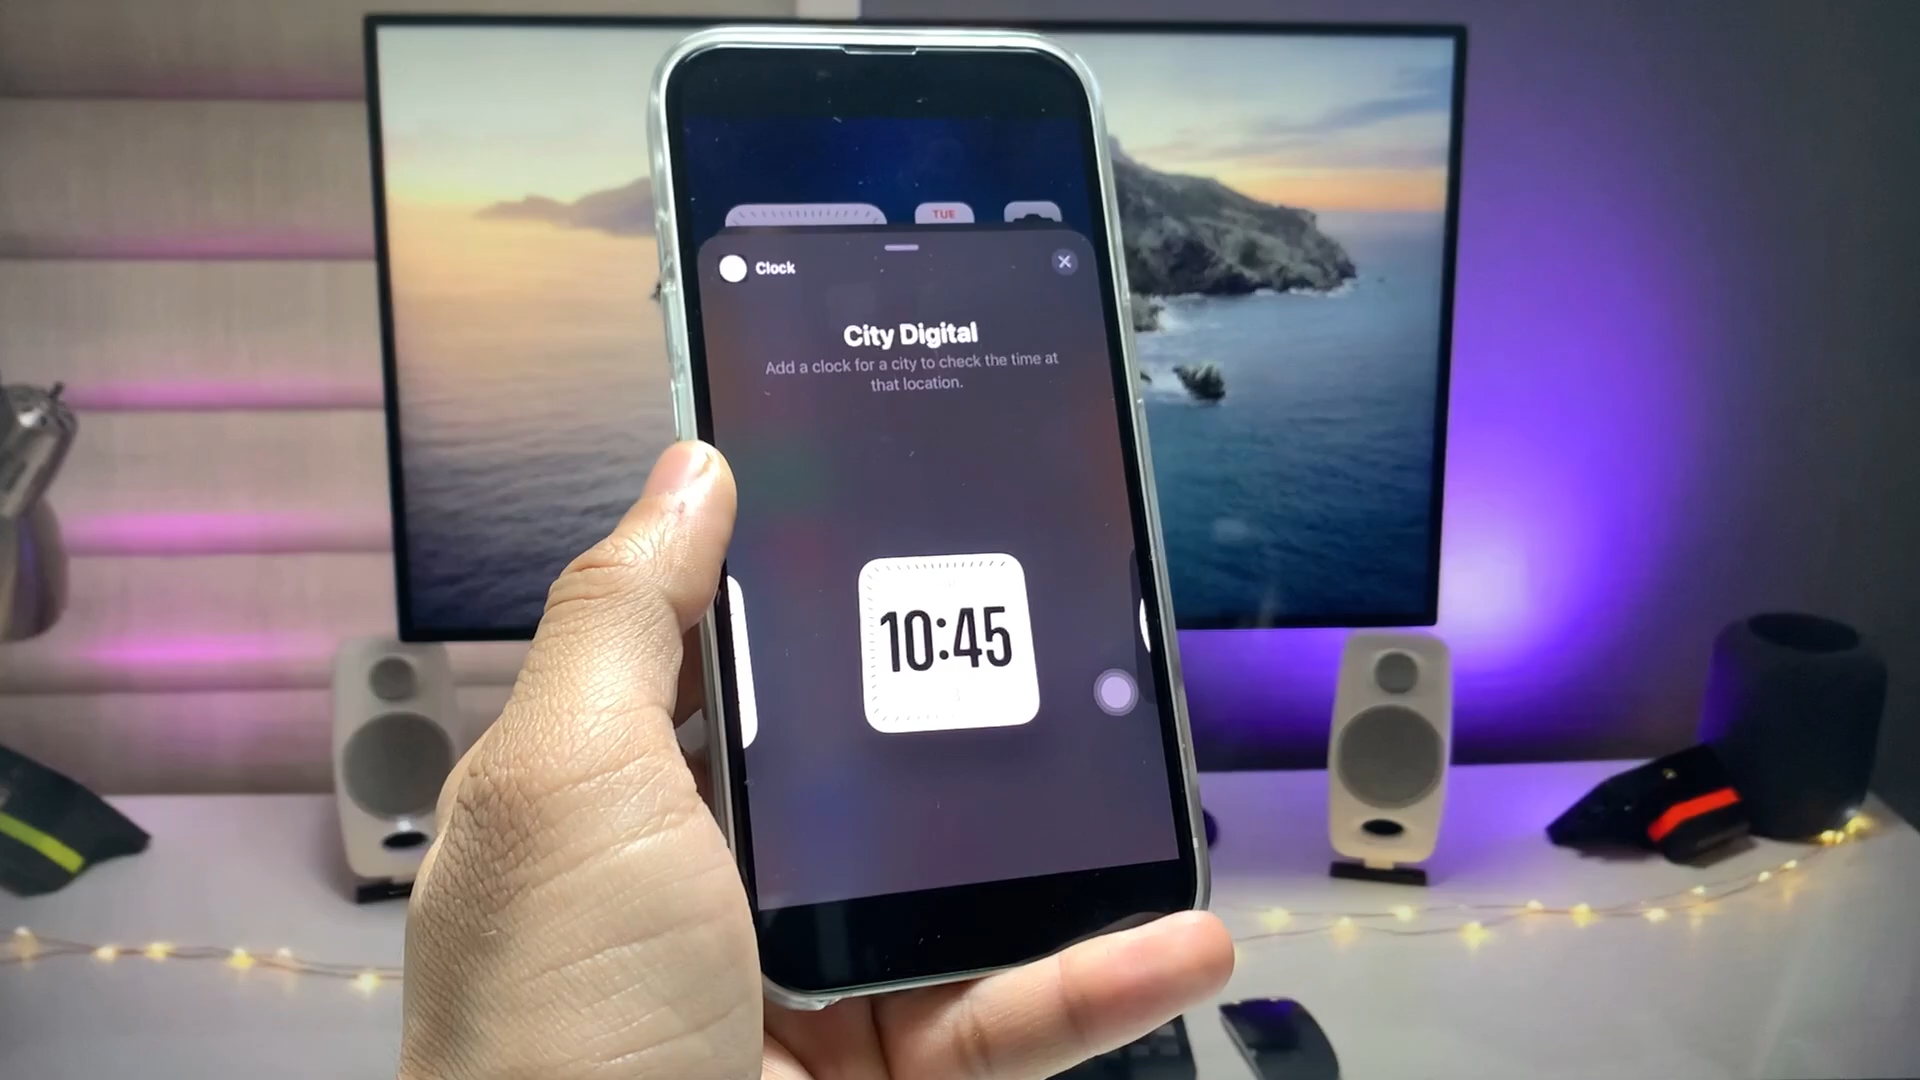 TUE
Clock
City Digital
Add a clock for a city to check the time at
that location.
10:45